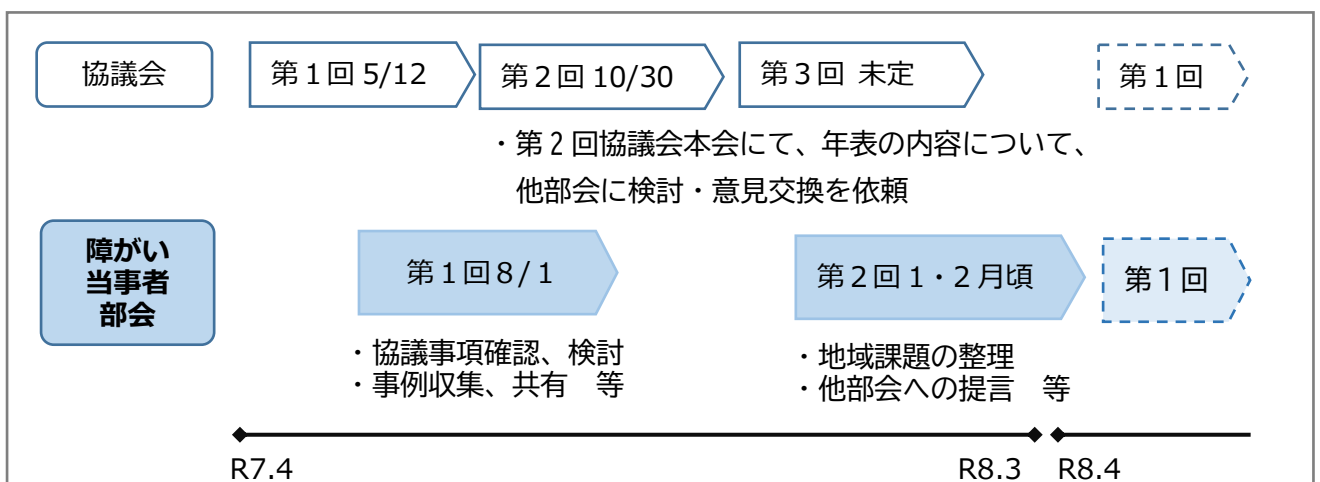 協議会
第１回 5/12
第２回 10/30
第３回 未定
第１回
・第２回協議会本会にて、年表の内容について、
他部会に検討・意見交換を依頼
障がい
当事者
部会
第１回８/１
第２回１・２月頃
第１回
・協議事項確認、検討
・事例収集、共有　等
・地域課題の整理
・他部会への提言　等
R7.4
R8.3
R8.4